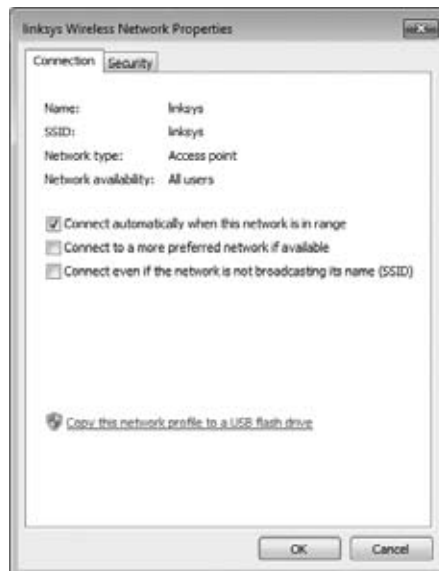 linksys Wireless Network Properties
Connection
Security
Name: linksys
SSID: linksys
Network type: Access point
Network availability: All users
Connect automatically when this network is in range
Connect to a more preferred network if available
Connect even if the network is not broadcasting its name (SSID)
Copy this network profile to a USB flash drive
OK
Cancel